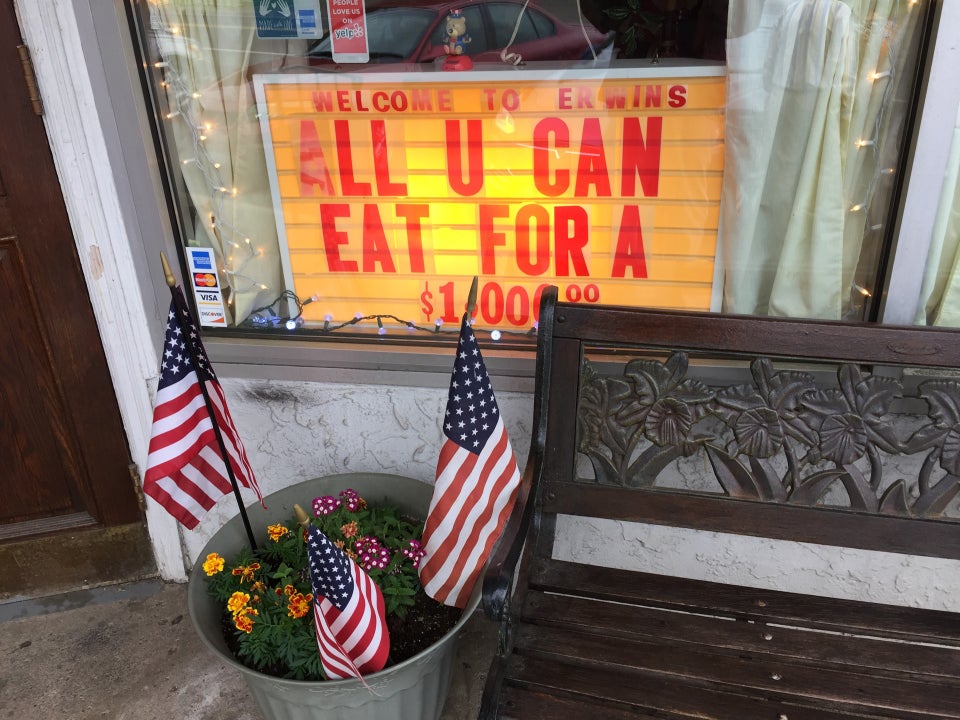 PEOPLE
LOVE US
ON
yelp
WELCOME TO ERWINS
ALL U CAN
EAT FOR A
$1,000.00
VISA
DISCOVER